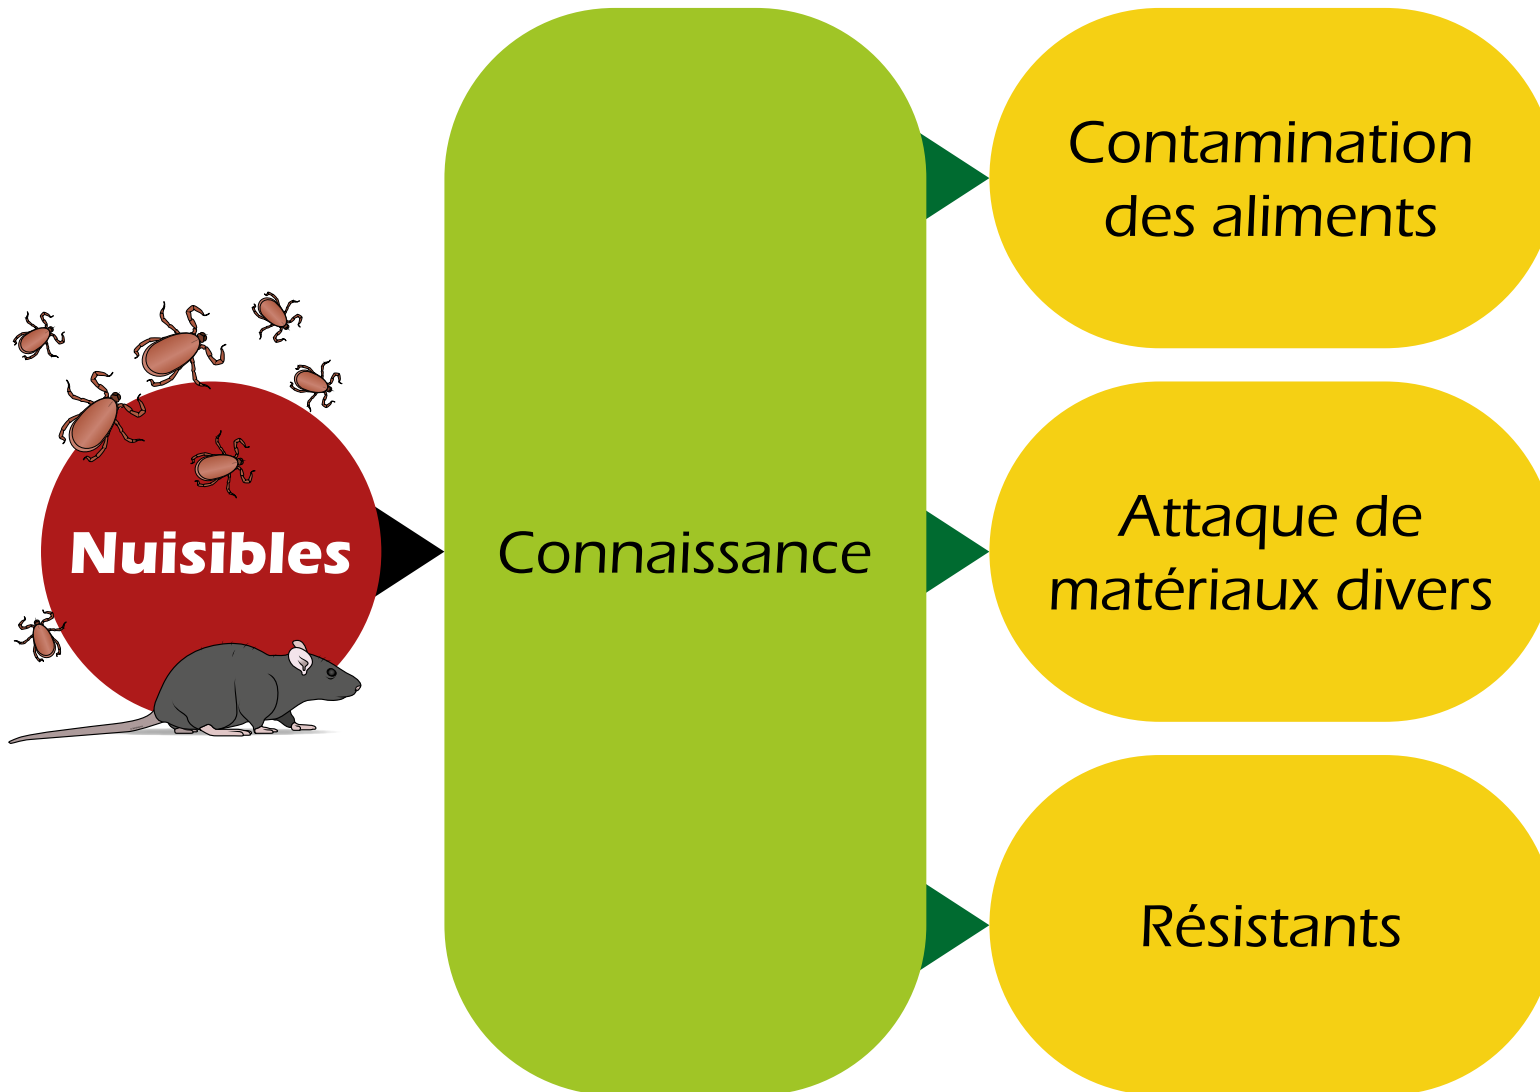 Nuisibles
Connaissance
Contamination
des aliments
Attaque de
matériaux divers
Résistants